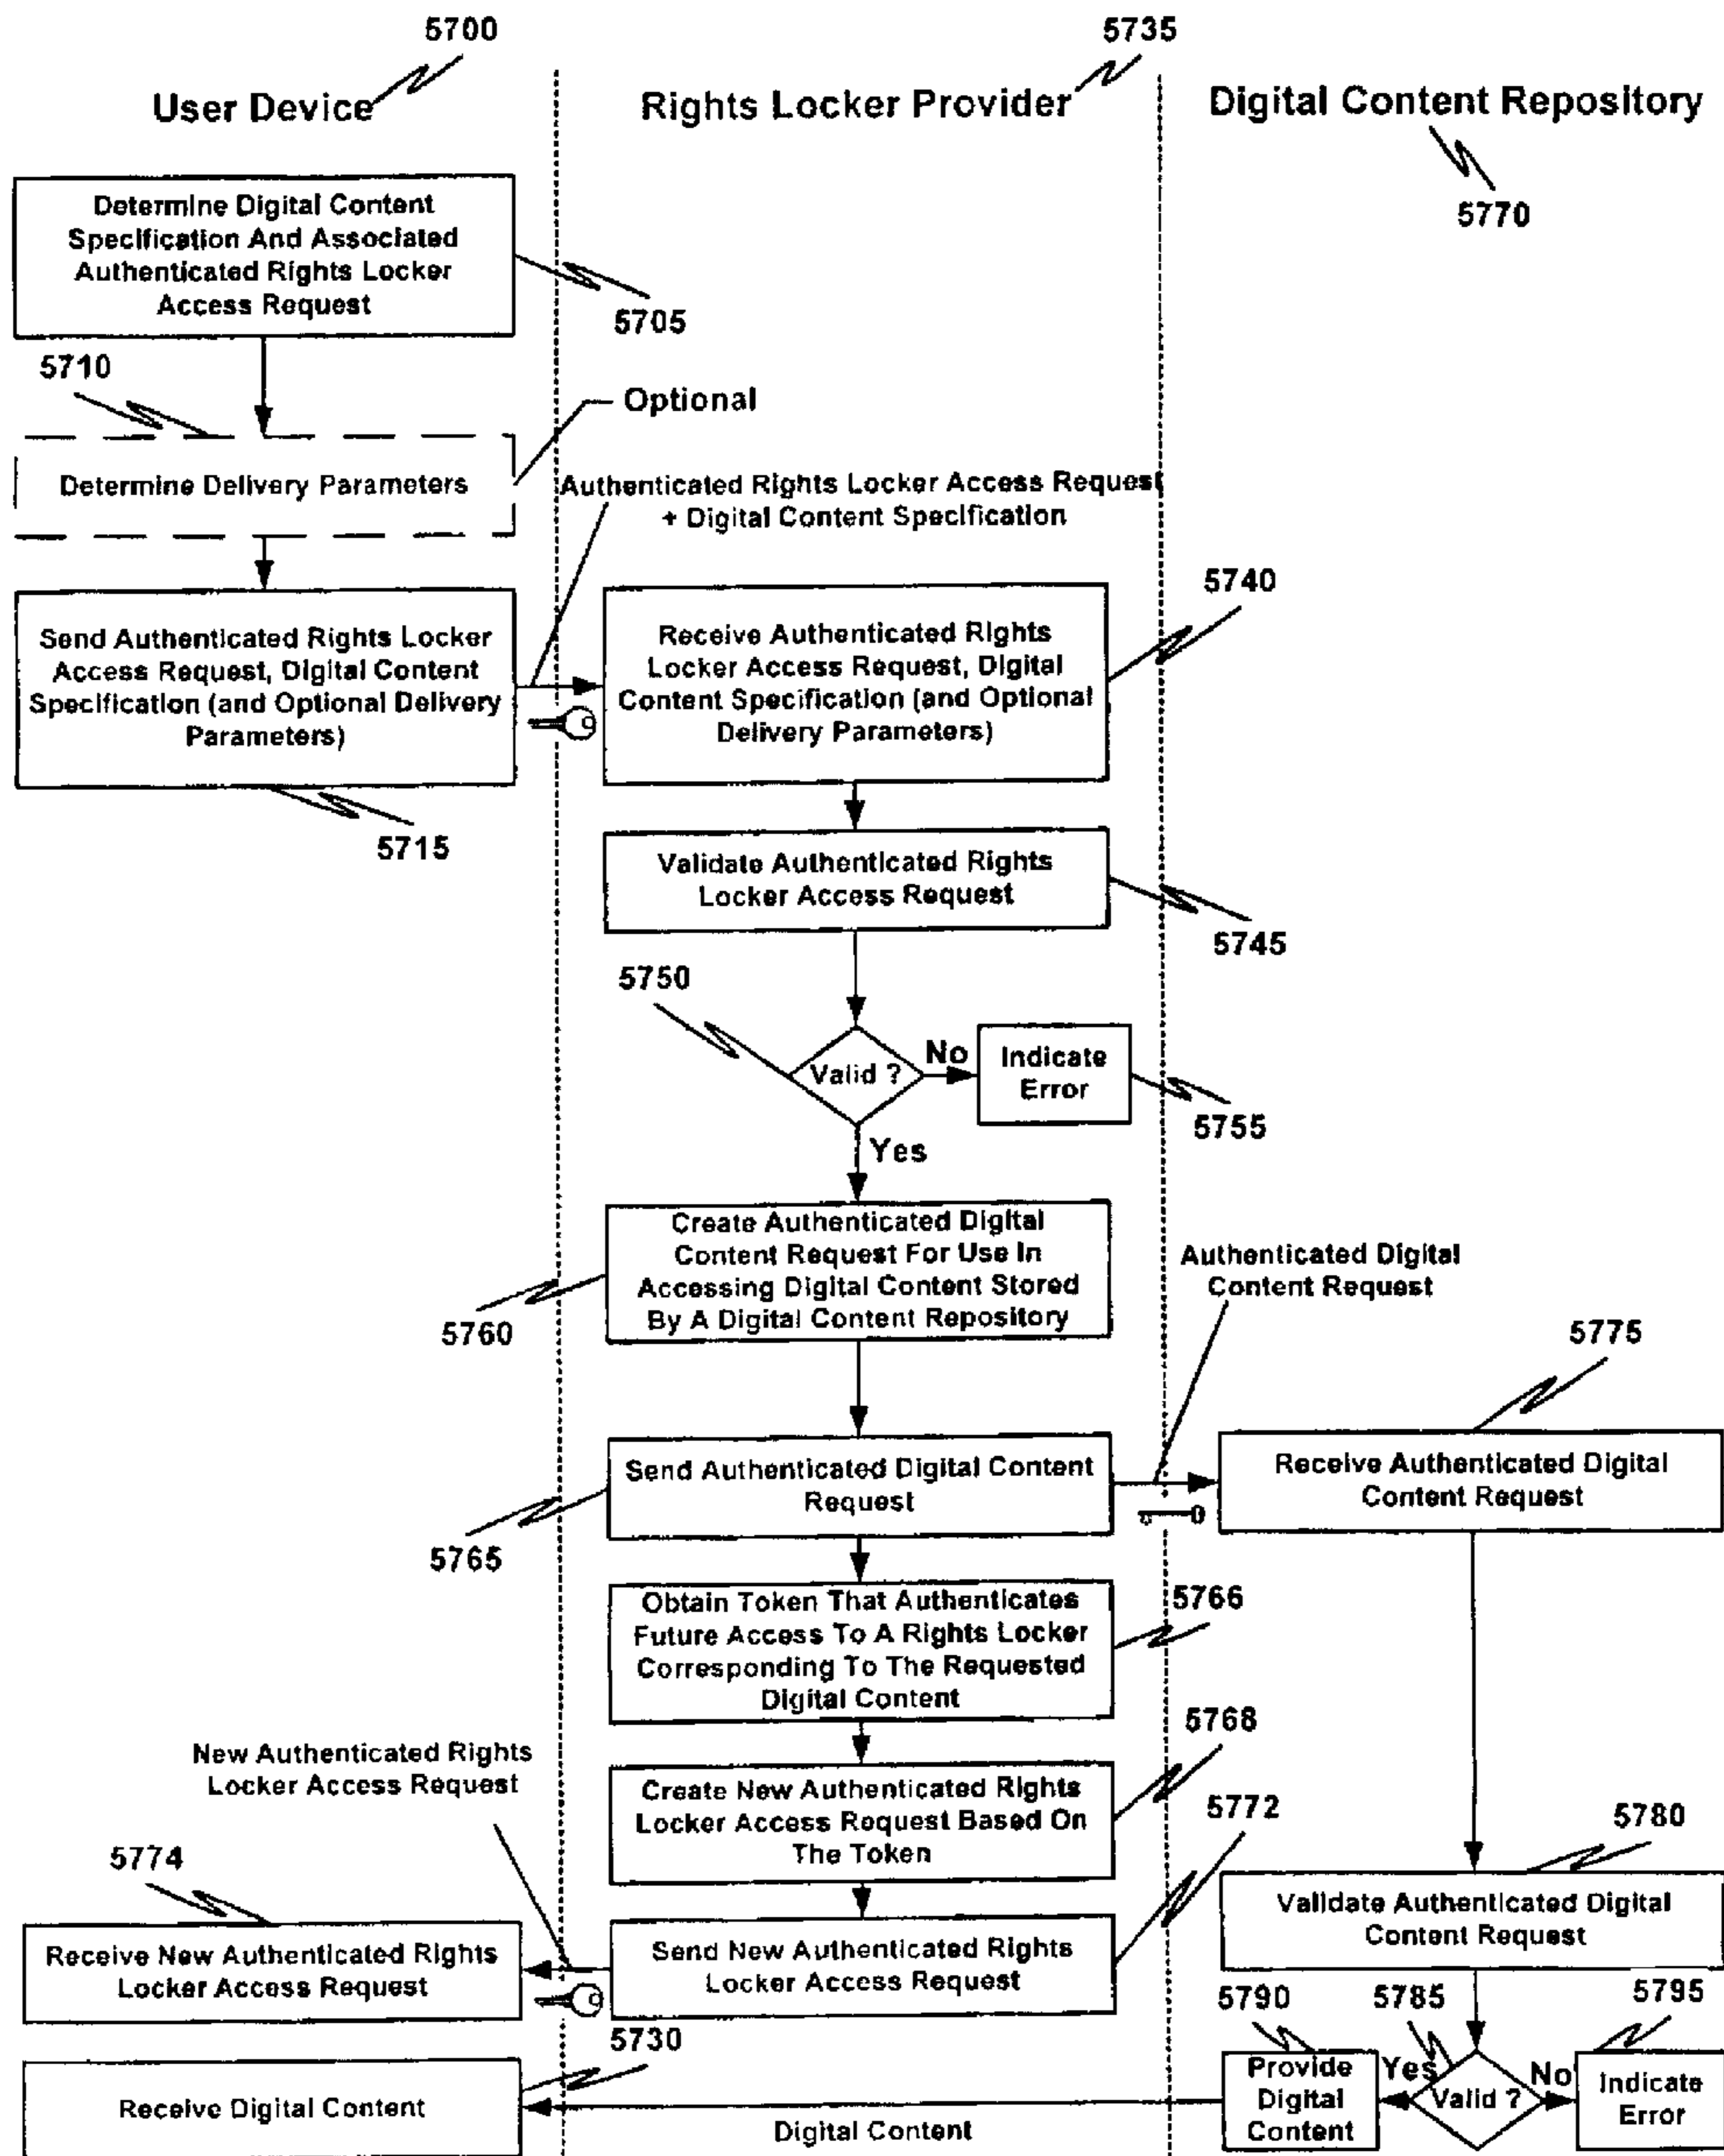 5700
5735
User Device
Rights Locker Provider
Digital Content Repository
5770
Determine Digital Content
Specification And Associated
Authenticated Rights Locker
Access Request
5705
5710
Optional
Determine Delivery Parameters
Authenticated Rights Locker Access Request
+ Digital Content Specification
5740
Send Authenticated Rights Locker
Access Request, Digital Content
Specification (and Optional Delivery
Parameters)
Receive Authenticated Rights
Locker Access Request, Digital
Content Specification (and Optional
Delivery Parameters)
5715
Validate Authenticated Rights
Locker Access Request
5745
5750
Valid ?
No
Indicate
Error
5755
Yes
Create Authenticated Digital
Content Request For Use In
Accessing Digital Content Stored
By A Digital Content Repository
5760
Authenticated Digital
Content Request
5775
Send Authenticated Digital Content
Request
Receive Authenticated Digital
Content Request
5765
Obtain Token That Authenticates
Future Access To A Rights Locker
Corresponding To The Requested
Digital Content
5766
5768
New Authenticated Rights
Locker Access Request
Create New Authenticated Rights
Locker Access Request Based On
The Token
5772
5780
5774
Validate Authenticated Digital
Content Request
Receive New Authenticated Rights
Locker Access Request
Send New Authenticated Rights
Locker Access Request
5790
5785
5795
5730
Receive Digital Content
Digital Content
Provide
Digital
Content
Yes
Valid ?
No
Indicate
Error